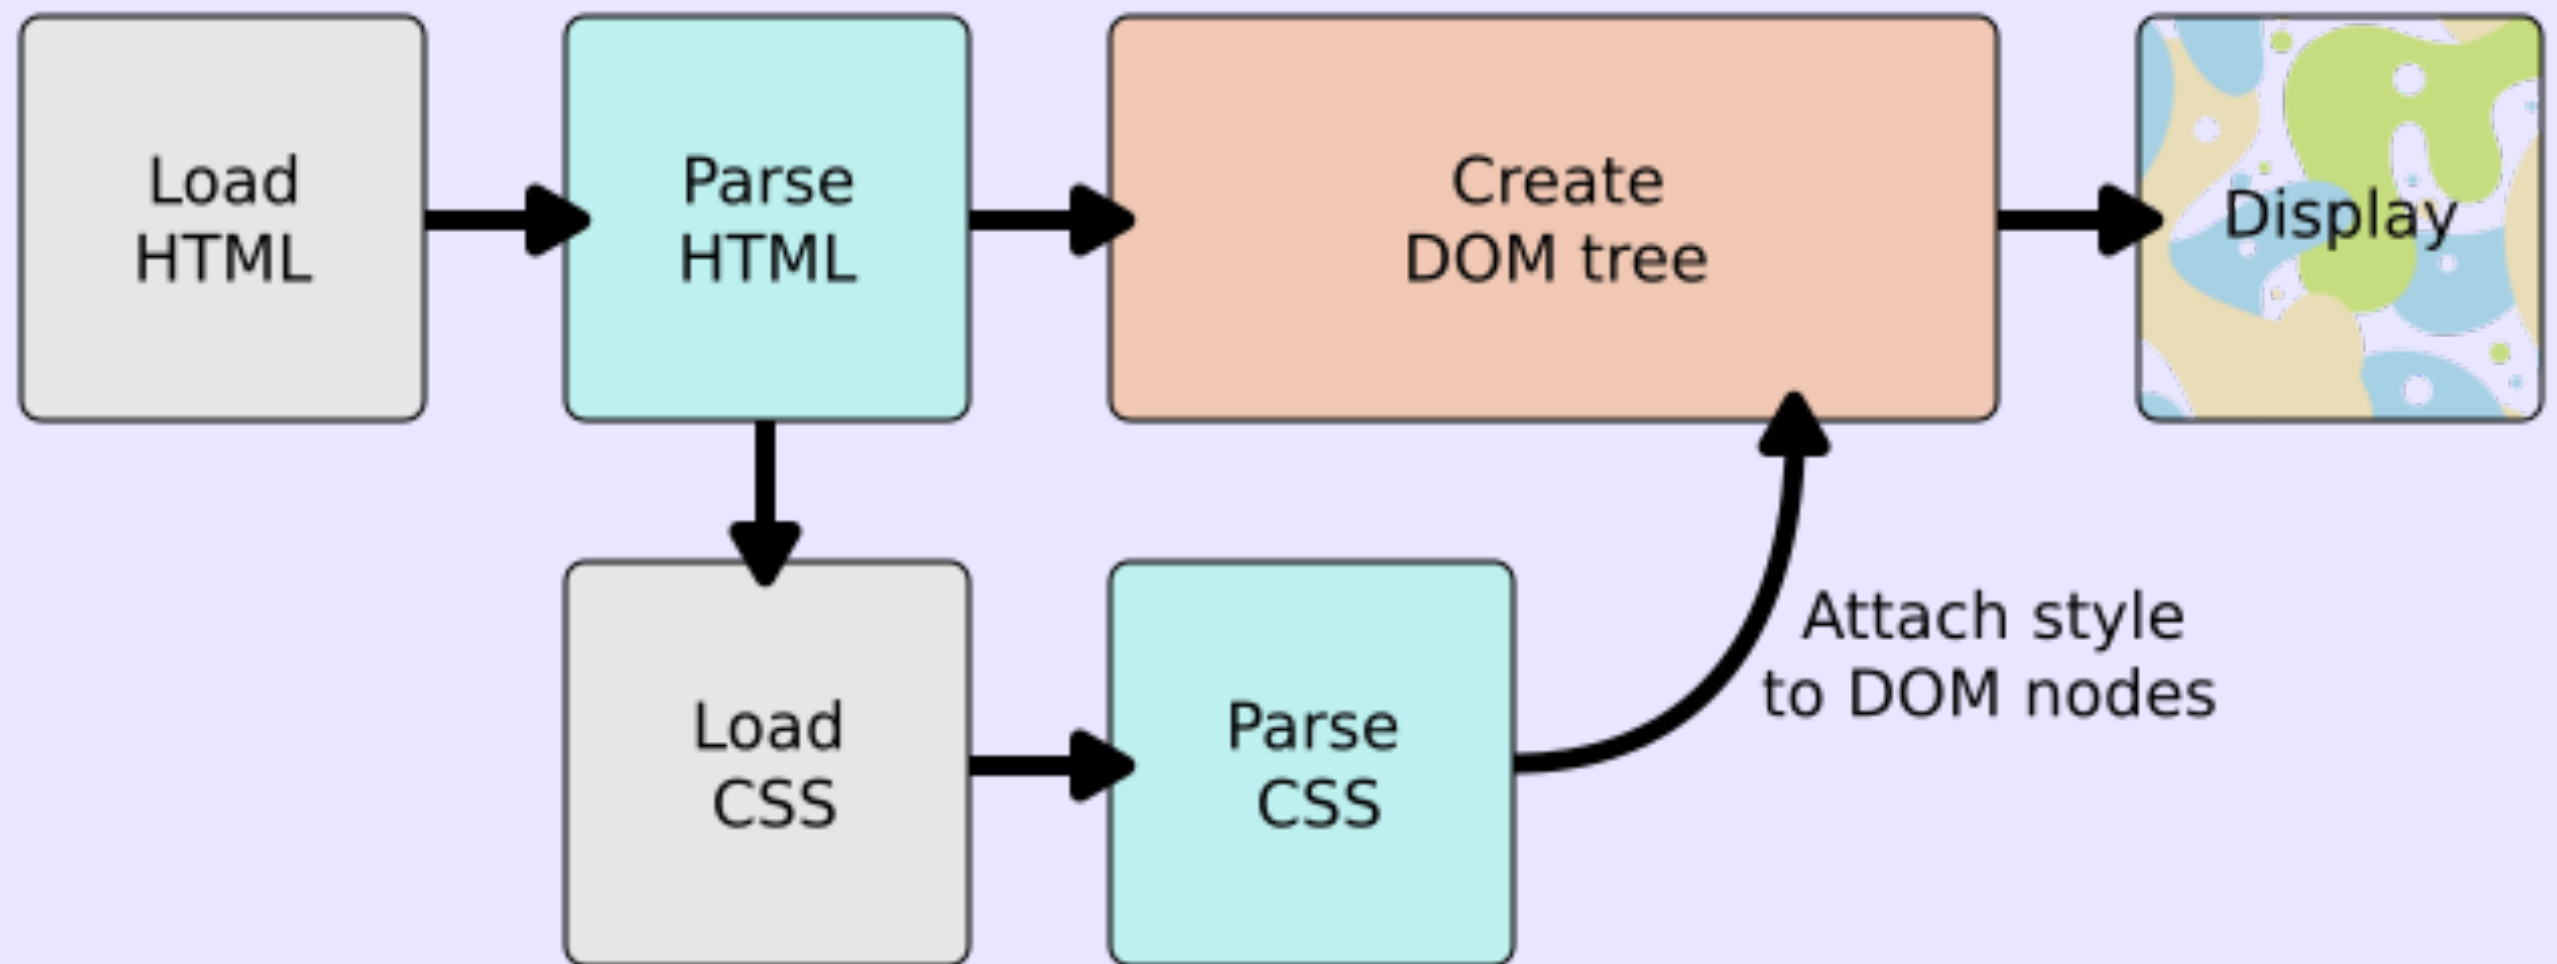 Load
HTML
Parse
HTML
Create
DOM tree
Display
Load
CSS
Parse
CSS
Attach style
to DOM nodes